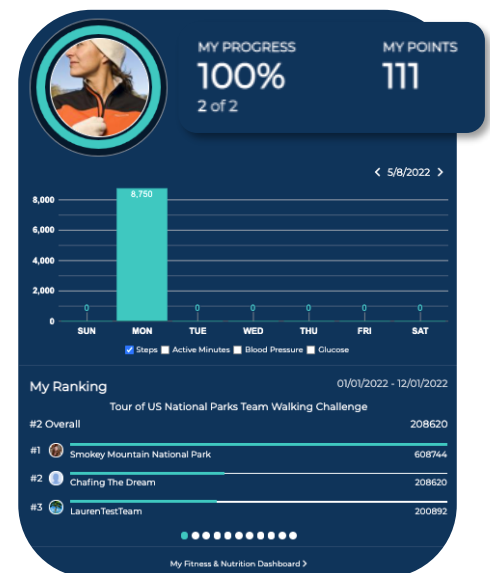 MY PROGRESS MY POINTS
100% 111
2 of 2
5/8/2022
8,750
8,000
6,000
4,000
2,000
0 0 0 0 0 0
0
SUN MON TUE WED THU FRI SAT
Steps Active Minutes Blood Pressure Glucose
My Ranking 01/01/2022 - 12/01/2022
Tour of US National Parks Team Walking Challenge
#2 Overall 208620
#1 Smokey Mountain National Park 608744
#2 Chafing The Dream 208620
#3 LaurenTestTeam 200892
My Fitness & Nutrition Dashboard